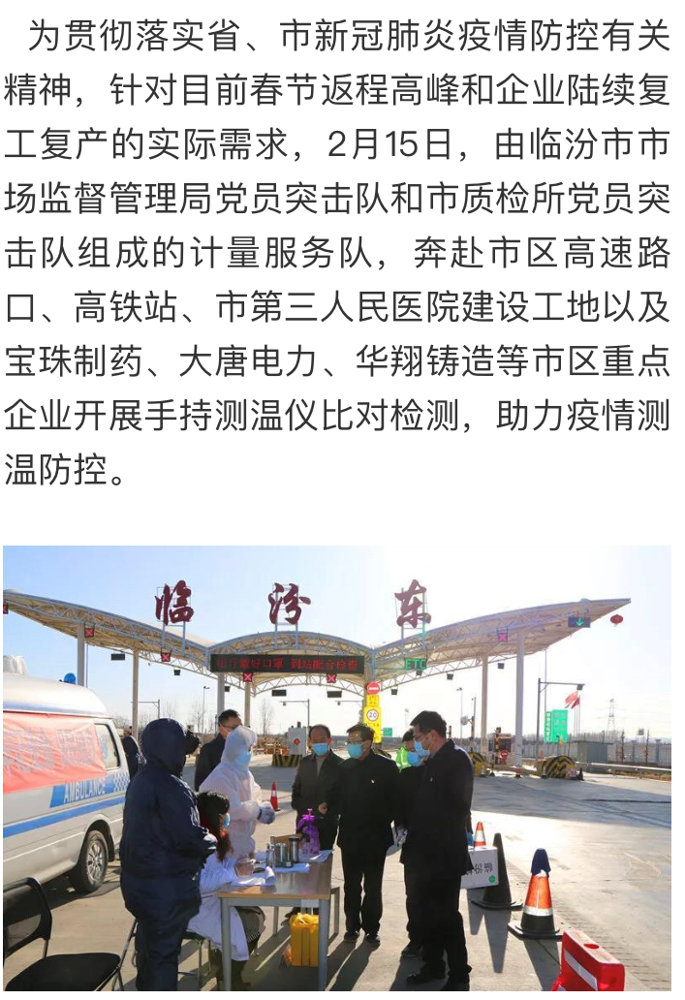 为贯彻落实省、市新冠肺炎疫情防控有关
精神，针对目前春节返程高峰和企业陆续复
工复产的实际需求，2月15日，由临汾市市
场监督管理局党员突击队和市质检所党员突
击队组成的计量服务队，奔赴市区高速路
口、高铁站、市第三人民医院建设工地以及
宝珠制药、大唐电力、华翔铸造等市区重点
企业开展手持测温仪比对检测，助力疫情测
温防控。
临汾东
ETC
20
AMBULANCE